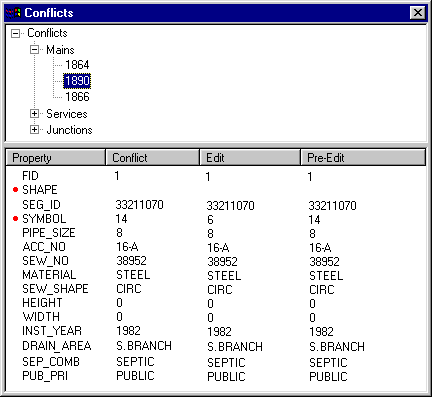 Conflicts
Conflicts
Mains
1864
1890
1866
Services
Junctions
Property Conflict Edit Pre-Edit
FID 1 1 1
SHAPE
SEG_ID 33211070 33211070 33211070
SYMBOL 14 6 14
PIPE_SIZE 8 8 8
ACC_NO 16-A 16-A 16-A
SEW_NO 38952 38952 38952
MATERIAL STEEL STEEL STEEL
SEW_SHAPE CIRC CIRC CIRC
HEIGHT 0 0 0
WIDTH 0 0 0
INST_YEAR 1982 1982 1982
DRAIN_AREA S.BRANCH S.BRANCH S.BRANCH
SEP_COMB SEPTIC SEPTIC SEPTIC
PUB_PRI PUBLIC PUBLIC PUBLIC